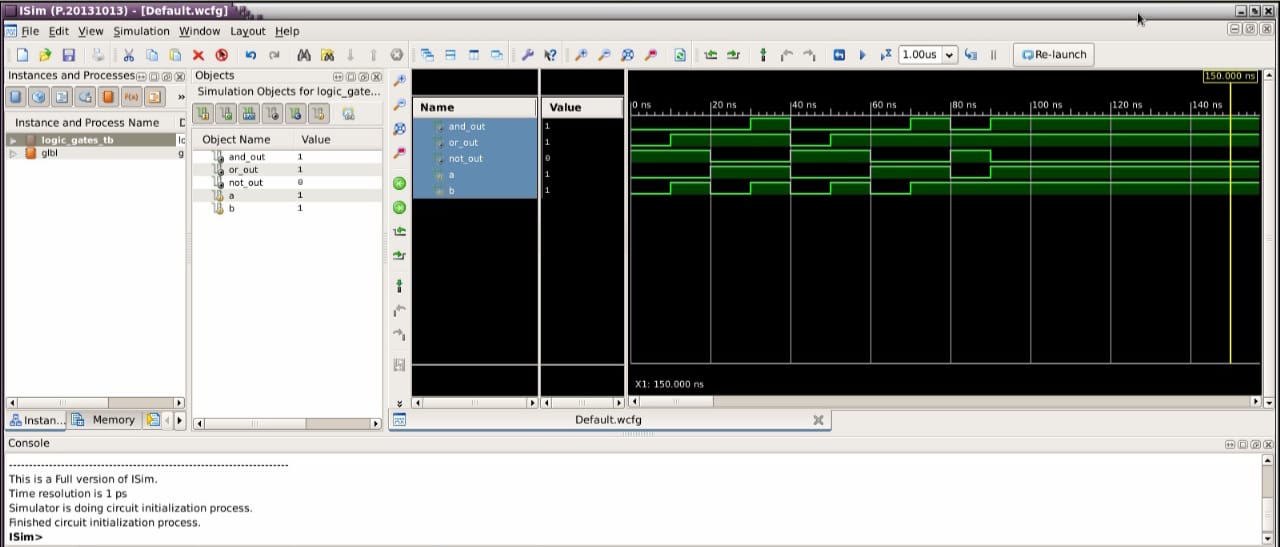 ISim (P.20131013) - [Default.wcfg]
File Edit View Simulation Window Layout Help
1.00us Re-launch
Instances and Processes
Instance and Process Name D
logic_gates_tb lc
glbl g
Instan... Memory
Objects
Simulation Objects for logic_gate...
Object Name Value
and_out 1
or_out 1
not_out 0
a 1
b 1
Name Value
and_out 1
or_out 1
not_out 0
a 1
b 1
150.000 ns
0 ns 20 ns 40 ns 60 ns 80 ns 100 ns 120 ns 140 ns
X1: 150.000 ns
Default.wcfg
Console
This is a Full version of ISim.
Time resolution is 1 ps
Simulator is doing circuit initialization process.
Finished circuit initialization process.
ISim>